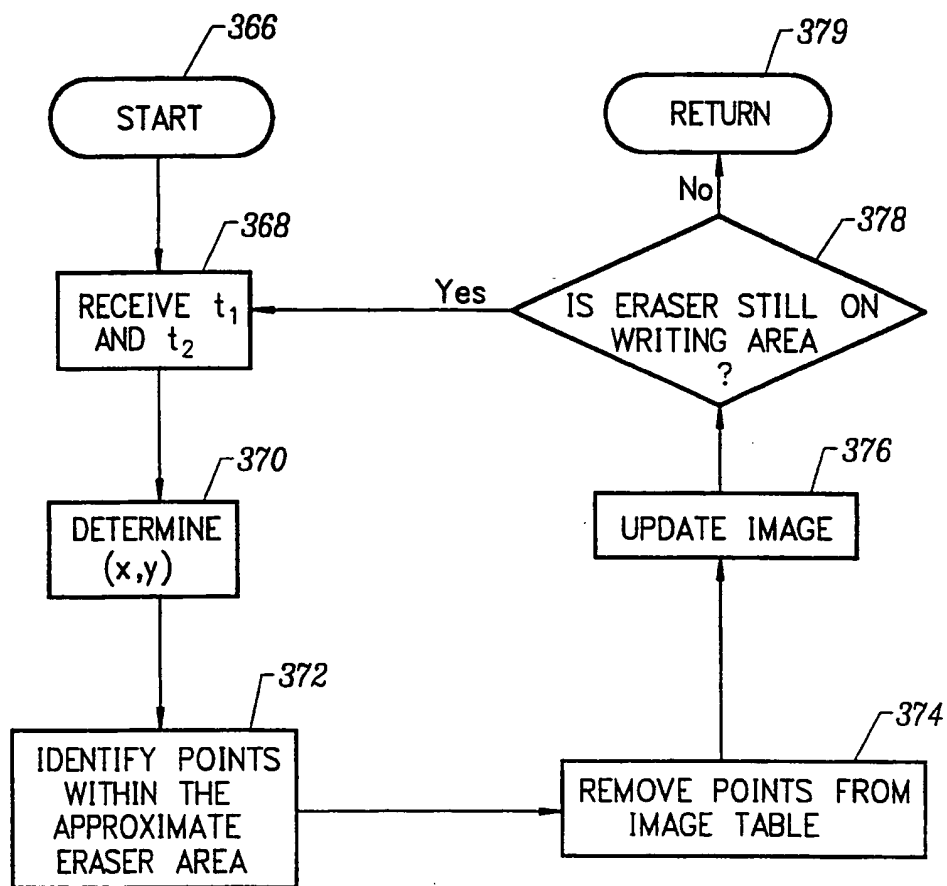 366
START
368
RECEIVE t₁
AND t₂
370
DETERMINE
(x,y)
372
IDENTIFY POINTS
WITHIN THE
APPROXIMATE
ERASER AREA
374
REMOVE POINTS FROM
IMAGE TABLE
376
UPDATE IMAGE
378
IS ERASER STILL ON
WRITING AREA
?
Yes
No
379
RETURN